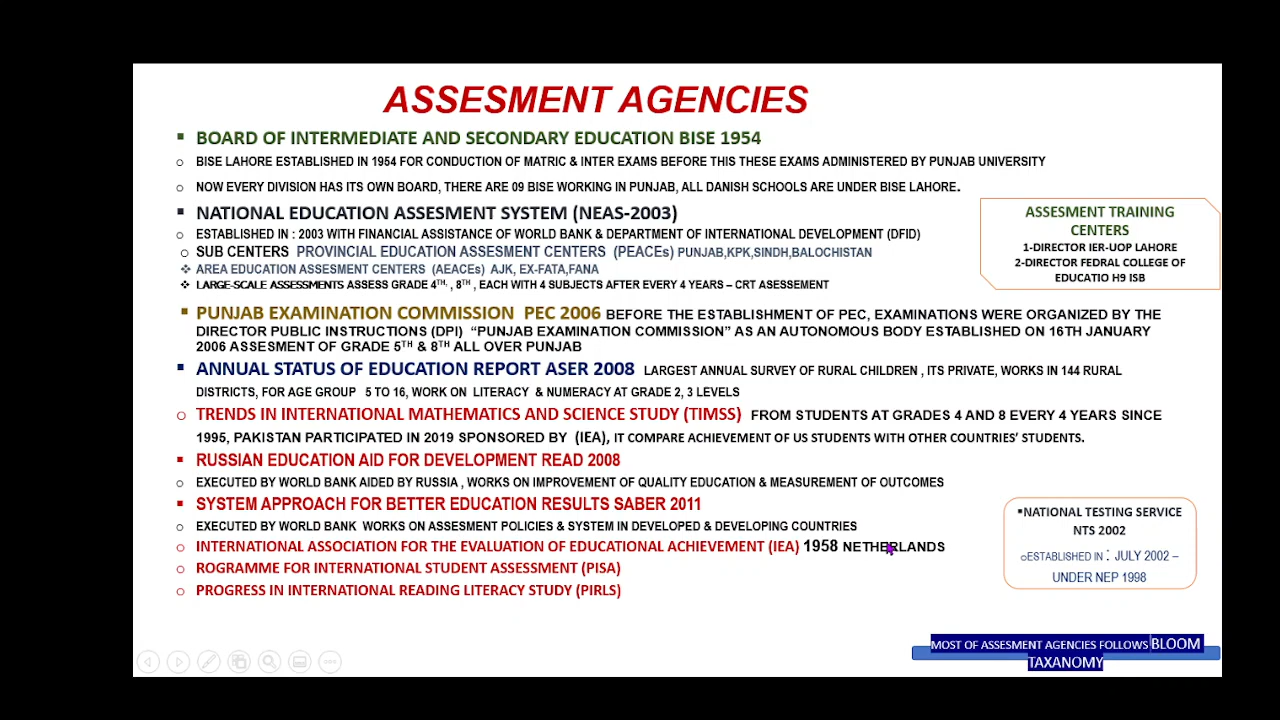 ASSESMENT AGENCIES
▪ BOARD OF INTERMEDIATE AND SECONDARY EDUCATION BISE 1954
o BISE LAHORE ESTABLISHED IN 1954 FOR CONDUCTION OF MATRIC & INTER EXAMS BEFORE THIS THESE EXAMS ADMINISTERED BY PUNJAB UNIVERSITY
o NOW EVERY DIVISION HAS ITS OWN BOARD, THERE ARE 09 BISE WORKING IN PUNJAB, ALL DANISH SCHOOLS ARE UNDER BISE LAHORE.
▪ NATIONAL EDUCATION ASSESMENT SYSTEM (NEAS-2003)
o ESTABLISHED IN : 2003 WITH FINANCIAL ASSISTANCE OF WORLD BANK & DEPARTMENT OF INTERNATIONAL DEVELOPMENT (DFID)
o SUB CENTERS PROVINCIAL EDUCATION ASSESMENT CENTERS (PEACEs) PUNJAB,KPK,SINDH,BALOCHISTAN
❖ AREA EDUCATION ASSESMENT CENTERS (AEACEs) AJK, EX-FATA,FANA
❖ LARGE-SCALE ASSESSMENTS ASSESS GRADE 4TH, , 8TH , EACH WITH 4 SUBJECTS AFTER EVERY 4 YEARS – CRT ASESSMENT
ASSESMENT TRAINING
CENTERS
1-DIRECTOR IER-UOP LAHORE
2-DIRECTOR FEDRAL COLLEGE OF
EDUCATIO H9 ISB
▪ PUNJAB EXAMINATION COMMISSION PEC 2006 BEFORE THE ESTABLISHMENT OF PEC, EXAMINATIONS WERE ORGANIZED BY THE
DIRECTOR PUBLIC INSTRUCTIONS (DPI) “PUNJAB EXAMINATION COMMISSION” AS AN AUTONOMOUS BODY ESTABLISHED ON 16TH JANUARY
2006 ASSESMENT OF GRADE 5TH & 8TH ALL OVER PUNJAB
▪ ANNUAL STATUS OF EDUCATION REPORT ASER 2008 LARGEST ANNUAL SURVEY OF RURAL CHILDREN , ITS PRIVATE, WORKS IN 144 RURAL
DISTRICTS, FOR AGE GROUP 5 TO 16, WORK ON LITERACY & NUMERACY AT GRADE 2, 3 LEVELS
o TRENDS IN INTERNATIONAL MATHEMATICS AND SCIENCE STUDY (TIMSS) FROM STUDENTS AT GRADES 4 AND 8 EVERY 4 YEARS SINCE
1995, PAKISTAN PARTICIPATED IN 2019 SPONSORED BY (IEA), IT COMPARE ACHIEVEMENT OF US STUDENTS WITH OTHER COUNTRIES’ STUDENTS.
▪ RUSSIAN EDUCATION AID FOR DEVELOPMENT READ 2008
o EXECUTED BY WORLD BANK AIDED BY RUSSIA , WORKS ON IMPROVEMENT OF QUALITY EDUCATION & MEASUREMENT OF OUTCOMES
▪ SYSTEM APPROACH FOR BETTER EDUCATION RESULTS SABER 2011
o EXECUTED BY WORLD BANK WORKS ON ASSESMENT POLICIES & SYSTEM IN DEVELOPED & DEVELOPING COUNTRIES
o INTERNATIONAL ASSOCIATION FOR THE EVALUATION OF EDUCATIONAL ACHIEVEMENT (IEA) 1958 NETHERLANDS
o ROGRAMME FOR INTERNATIONAL STUDENT ASSESSMENT (PISA)
o PROGRESS IN INTERNATIONAL READING LITERACY STUDY (PIRLS)
▪NATIONAL TESTING SERVICE
NTS 2002
oESTABLISHED IN : JULY 2002 –
UNDER NEP 1998
MOST OF ASSESMENT AGENCIES FOLLOWS BLOOM
TAXANOMY